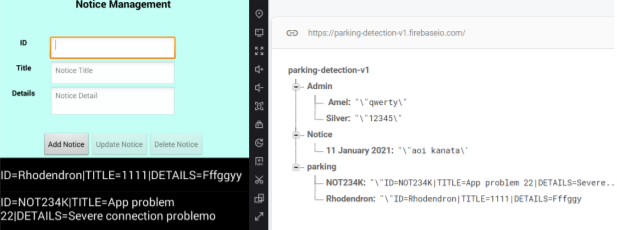 Notice Management
ID
Title
Notice Title
Details
Notice Detail
Add Notice Update Notice Delete Notice
ID=Rhodendron|TITLE=1111|DETAILS=Fffggyy
ID=NOT234K|TITLE=App problem
22|DETAILS=Severe connection problemo
https://parking-detection-v1.firebaseio.com/
parking-detection-v1
Admin
Amel: "\"qwerty\"
Silver: "\"12345\"
Notice
11 January 2021: "\"aoi kanata\"
parking
NOT234K: "\"ID=NOT234K|TITLE=App problem 22|DETAILS=Severe..
Rhodendron: "\"ID=Rhodendron|TITLE=1111|DETAILS=Fffggy